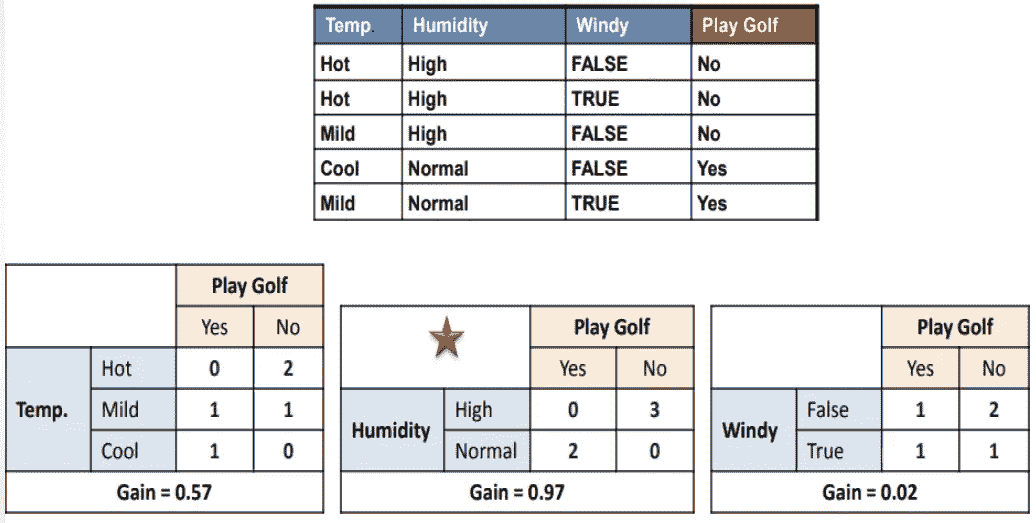 Temp. Humidity Windy Play Golf
Hot High FALSE No
Hot High TRUE No
Mild High FALSE No
Cool Normal FALSE Yes
Mild Normal TRUE Yes
Play Golf
Yes No
Temp. Hot 0 2
Mild 1 1
Cool 1 0
Gain = 0.57
Play Golf
Yes No
Humidity High 0 3
Normal 2 0
Gain = 0.97
Play Golf
Yes No
Windy False 1 2
True 1 1
Gain = 0.02